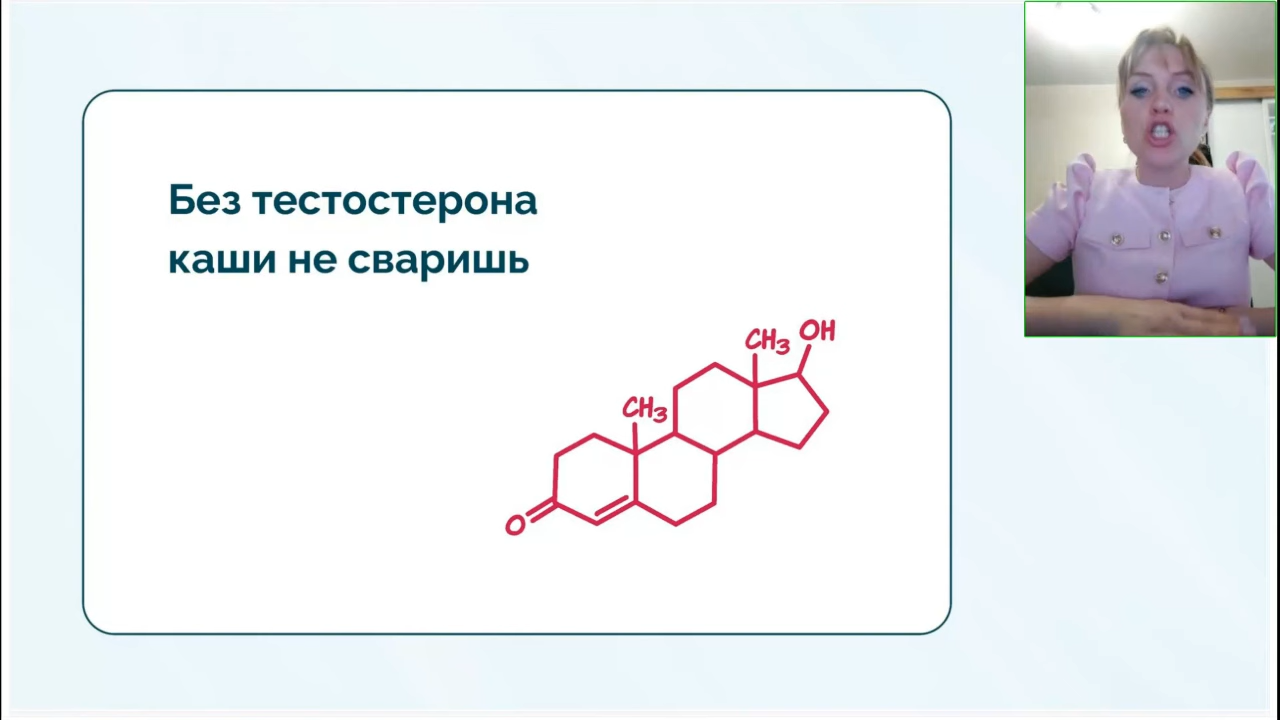 Без тестостерона
каши не сваришь
CH₃
OH
CH₃
O